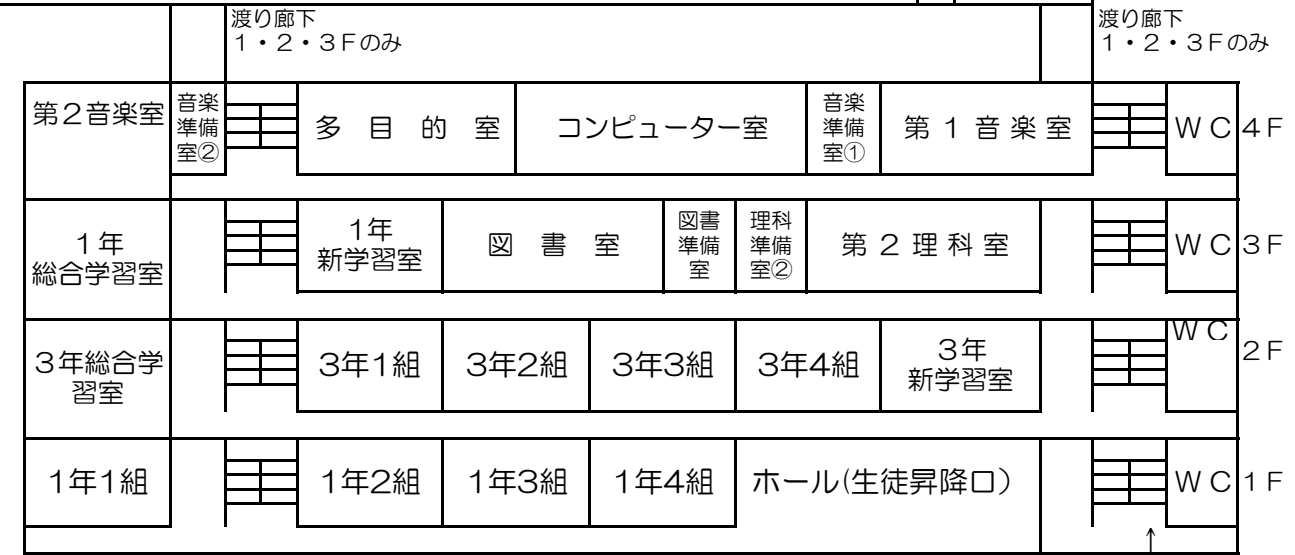 渡り廊下
1・2・3Fのみ
渡り廊下
1・2・3Fのみ
第2音楽室
音楽
準備
室②
多目的室
コンピューター室
音楽
準備
室①
第1音楽室
WC
4F
1年
総合学習室
1年
新学習室
図書室
図書
準備
室
理科
準備
室②
第2理科室
WC
3F
3年総合学
習室
3年1組
3年2組
3年3組
3年4組
3年
新学習室
WC
2F
1年1組
1年2組
1年3組
1年4組
ホール(生徒昇降口)
WC
1F
↑